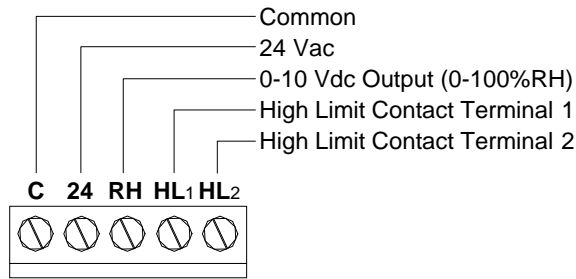 Common
24 Vac
0-10 Vdc Output (0-100%RH)
High Limit Contact Terminal 1
High Limit Contact Terminal 2
C 24 RH HL1 HL2